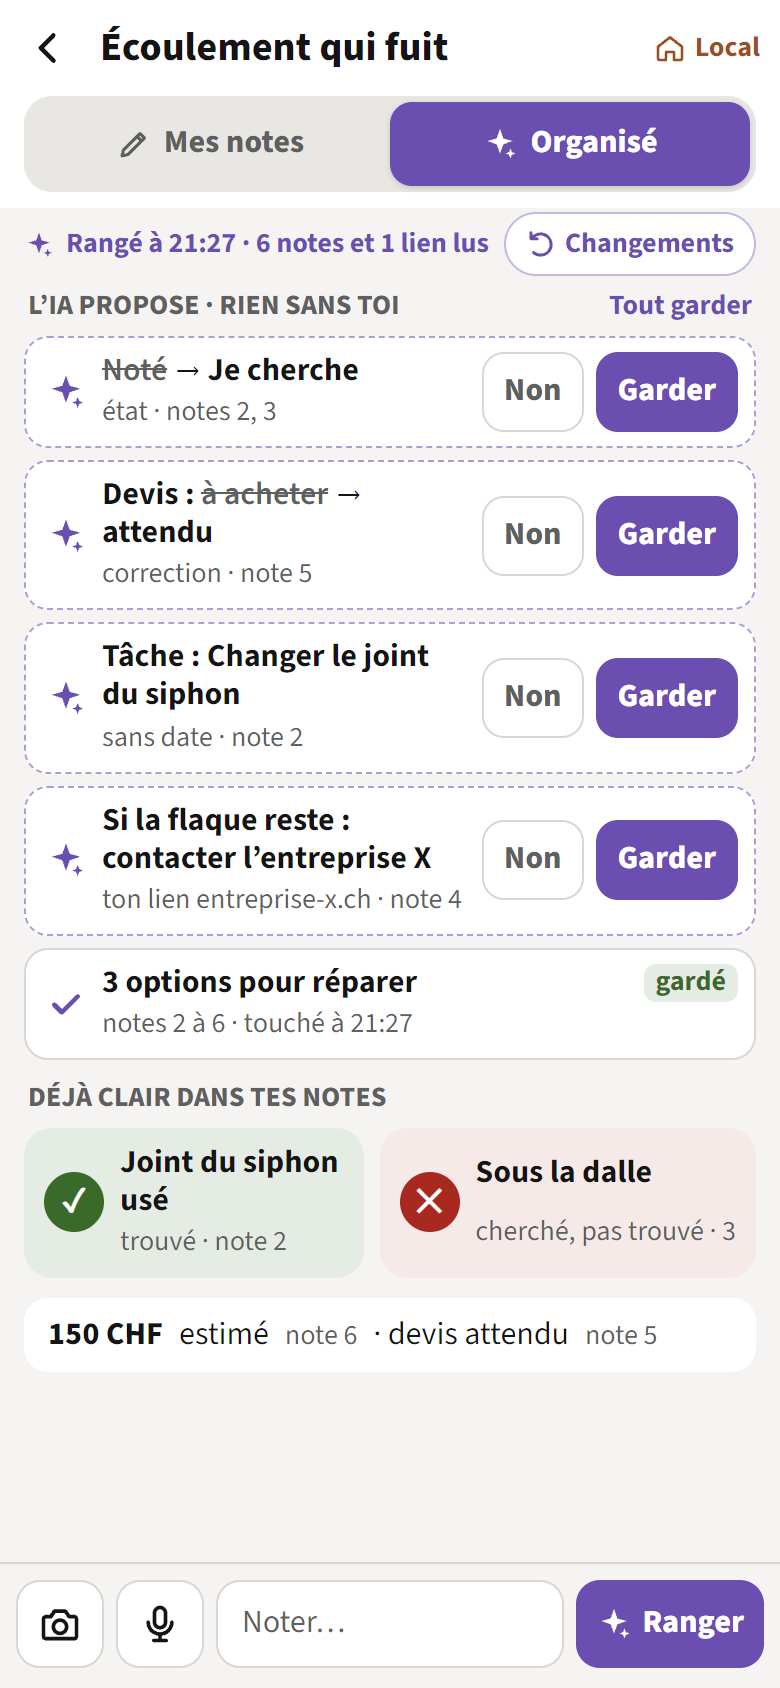 Écoulement qui fuit
Local
Mes notes
Organisé
Rangé à 21:27 · 6 notes et 1 lien lus
Changements
L’IA PROPOSE · RIEN SANS TOI
Tout garder
Noté → Je cherche
état · notes 2, 3
Non
Garder
Devis : à acheter →
attendu
correction · note 5
Non
Garder
Tâche : Changer le joint
du siphon
sans date · note 2
Non
Garder
Si la flaque reste :
contacter l’entreprise X
ton lien entreprise-x.ch · note 4
Non
Garder
3 options pour réparer
notes 2 à 6 · touché à 21:27
gardé
DÉJÀ CLAIR DANS TES NOTES
Joint du siphon
usé
trouvé · note 2
Sous la dalle
cherché, pas trouvé · 3
150 CHF estimé note 6 · devis attendu note 5
Noter…
Ranger